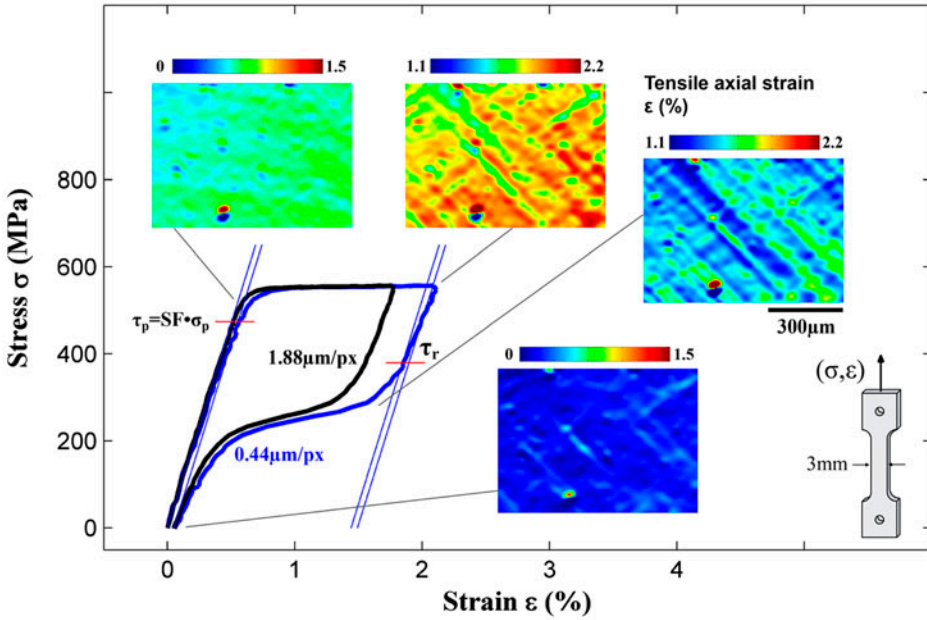 0 1.5
1.1 2.2
Tensile axial strain
ε (%)
1.1 2.2
300μm
Stress σ (MPa)
800
600
400
200
0
τp=SF•σp
1.88μm/px
τr
0.44μm/px
0 1.5
(σ,ε)
3mm
0 1 2 3 4
Strain ε (%)